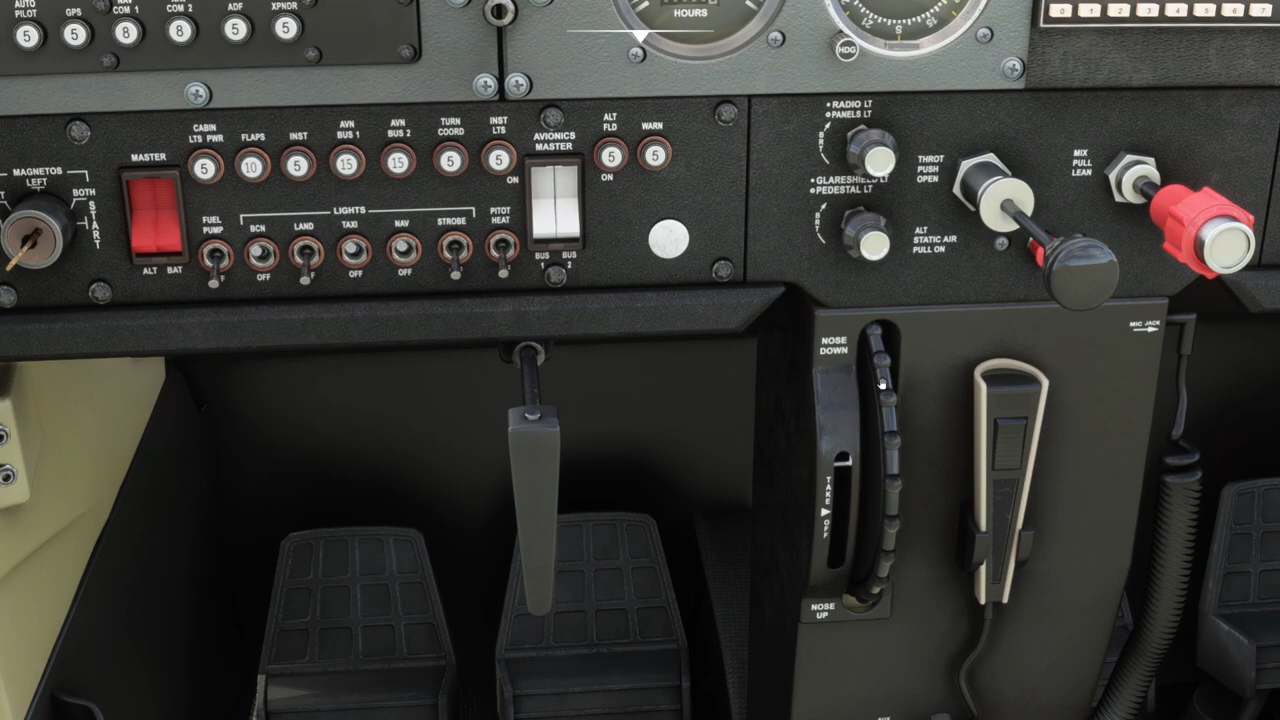 AUTO
PILOT
GPS
COM 1
COM 2
ADF
XPNDR
5
5
8
8
5
5
HOURS
21
S
15
HDG
1 0 2 3 4 5 6 7
MAGNETOS
LEFT
BOTH
START
MASTER
ALT BAT
CABIN
LTS PWR
FLAPS
INST
AVN
BUS 1
AVN
BUS 2
TURN
COORD
INST
LTS
5
10
5
15
15
5
5
ON
AVIONICS
MASTER
BUS
1
BUS
2
ALT
FLD
WARN
5
5
ON
LIGHTS
FUEL
PUMP
BCN
LAND
TAXI
NAV
STROBE
PITOT
HEAT
OFF
OFF
OFF
RADIO LT
PANELS LT
BRT
GLARESHIELD LT
PEDESTAL LT
BRT
THROT
PUSH
OPEN
MIX
PULL
LEAN
ALT
STATIC AIR
PULL ON
MIC JACK
NOSE
DOWN
TAKE OFF
NOSE
UP